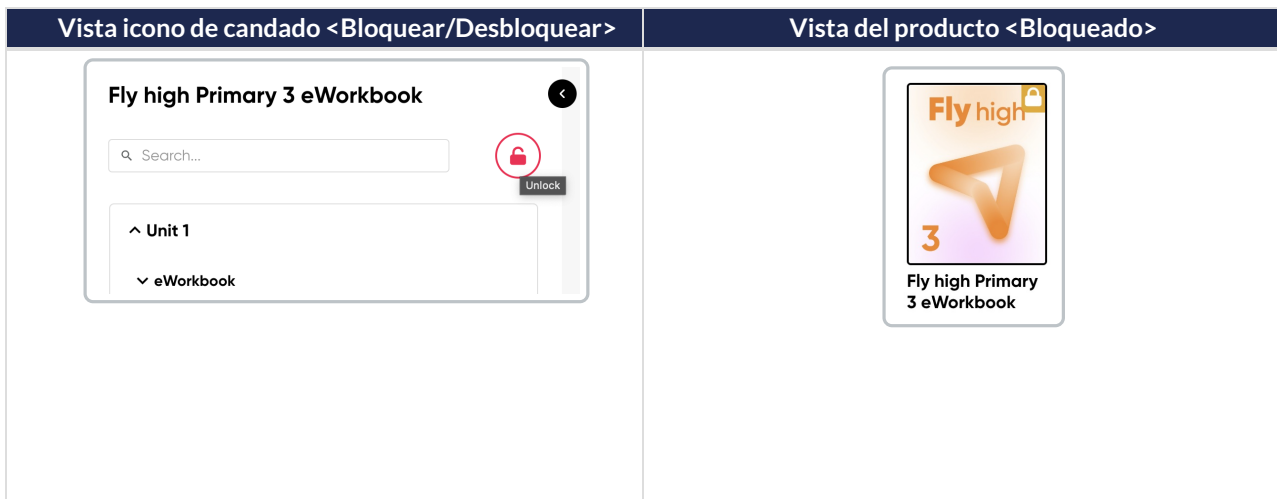 Vista icono de candado <Bloquear/Desbloquear>
Vista del producto <Bloqueado>
Fly high Primary 3 eWorkbook
Search...
Unlock
Unit 1
eWorkbook
Fly high
3
Fly high Primary
3 eWorkbook